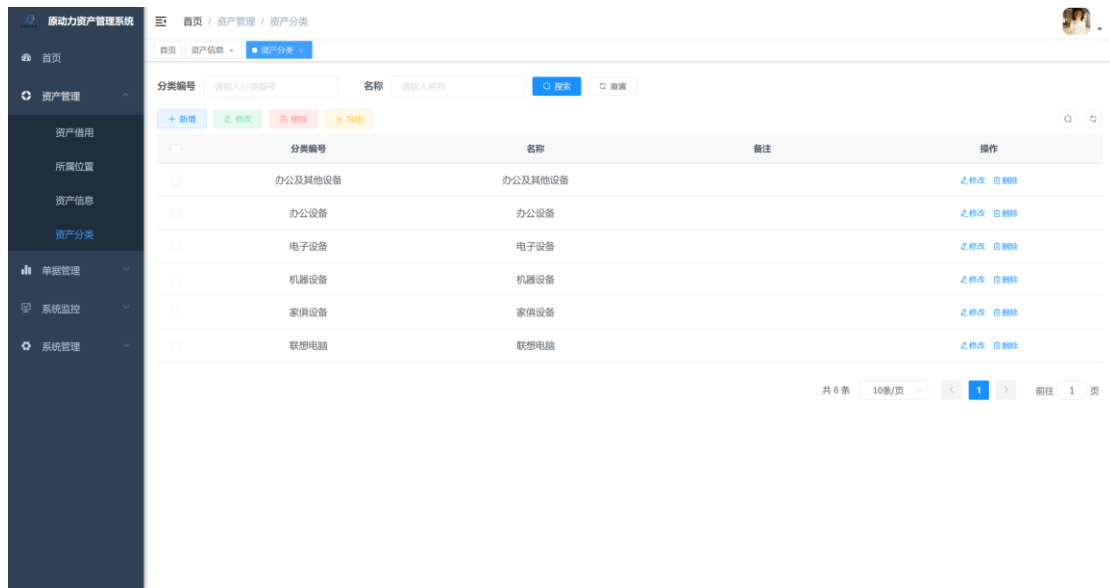 原动力资产管理系统
首页 / 资产管理 / 资产分类
首页 资产信息 × 资产分类 ×
首页
资产管理
资产借用
所属位置
资产信息
资产分类
单据管理
系统监控
系统管理
分类编号 请输入分类编号 名称 请输入名称 搜索 重置
+ 新增 修改 删除 导出
分类编号 名称 备注 操作
办公及其他设备 办公及其他设备 修改 删除
办公设备 办公设备 修改 删除
电子设备 电子设备 修改 删除
机器设备 机器设备 修改 删除
家俱设备 家俱设备 修改 删除
联想电脑 联想电脑 修改 删除
共 6 条 10条/页 < 1 > 前往 1 页